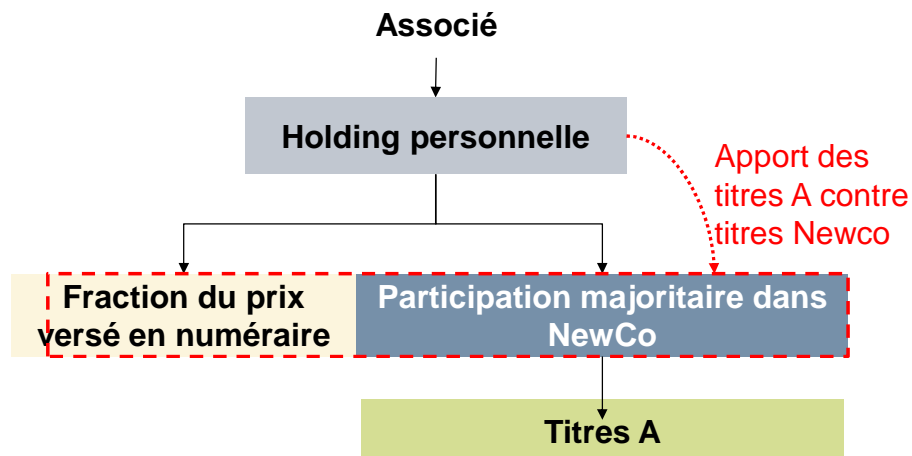 Associé
Holding personnelle
Apport des
titres A contre
titres Newco
Fraction du prix
versé en numéraire
Participation majoritaire dans
NewCo
Titres A